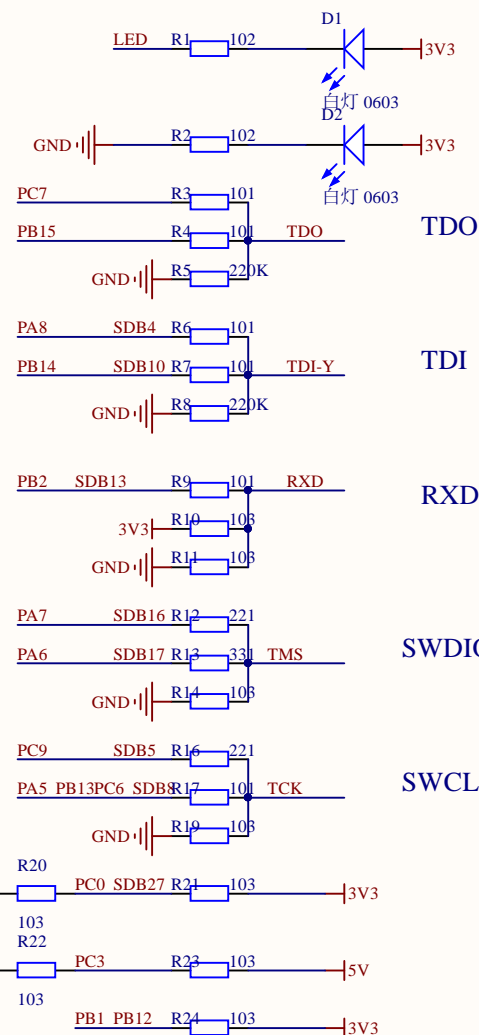 D1
LED R1 102 3V3
白灯 0603
D2
GND R2 102 3V3
白灯 0603
PC7 R3 101
PB15 R4 101 TDO TDO
GND R5 220K
PA8 SDB4 R6 101
PB14 SDB10 R7 101 TDI-Y TDI
GND R8 220K
PB2 SDB13 R9 101 RXD RXD
3V3 R10 103
GND R11 103
PA7 SDB16 R12 221
PA6 SDB17 R13 331 TMS SWDIO
GND R14 103
PC9 SDB5 R16 221
PA5 PB13PC6 SDB8 R17 101 TCK SWCL
GND R19 103
R20
PC0 SDB27 R21 103 3V3
103
R22
PC3 R23 103 5V
103
PB1 PB12 R24 103 3V3